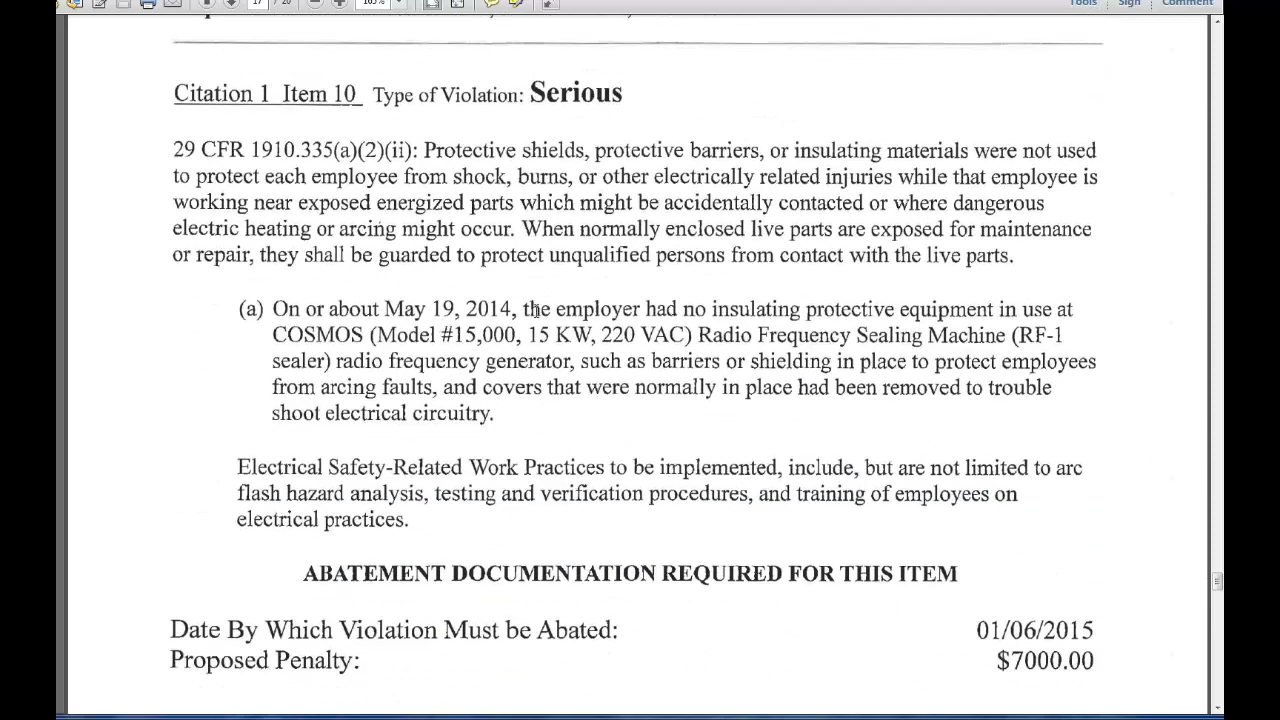 Tools Sign Comment
Citation 1 Item 10 Type of Violation: Serious
29 CFR 1910.335(a)(2)(ii): Protective shields, protective barriers, or insulating materials were not used
to protect each employee from shock, burns, or other electrically related injuries while that employee is
working near exposed energized parts which might be accidentally contacted or where dangerous
electric heating or arcing might occur. When normally enclosed live parts are exposed for maintenance
or repair, they shall be guarded to protect unqualified persons from contact with the live parts.
(a) On or about May 19, 2014, the employer had no insulating protective equipment in use at
COSMOS (Model #15,000, 15 KW, 220 VAC) Radio Frequency Sealing Machine (RF-1
sealer) radio frequency generator, such as barriers or shielding in place to protect employees
from arcing faults, and covers that were normally in place had been removed to trouble
shoot electrical circuitry.
Electrical Safety-Related Work Practices to be implemented, include, but are not limited to arc
flash hazard analysis, testing and verification procedures, and training of employees on
electrical practices.
ABATEMENT DOCUMENTATION REQUIRED FOR THIS ITEM
Date By Which Violation Must be Abated: 01/06/2015
Proposed Penalty: $7000.00